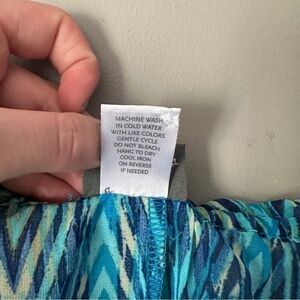 MACHINE WASH
IN COLD WATER
WITH LIKE COLORS
GENTLE CYCLE
DO NOT BLEACH
HANG TO DRY
COOL IRON
ON REVERSE
IF NEEDED